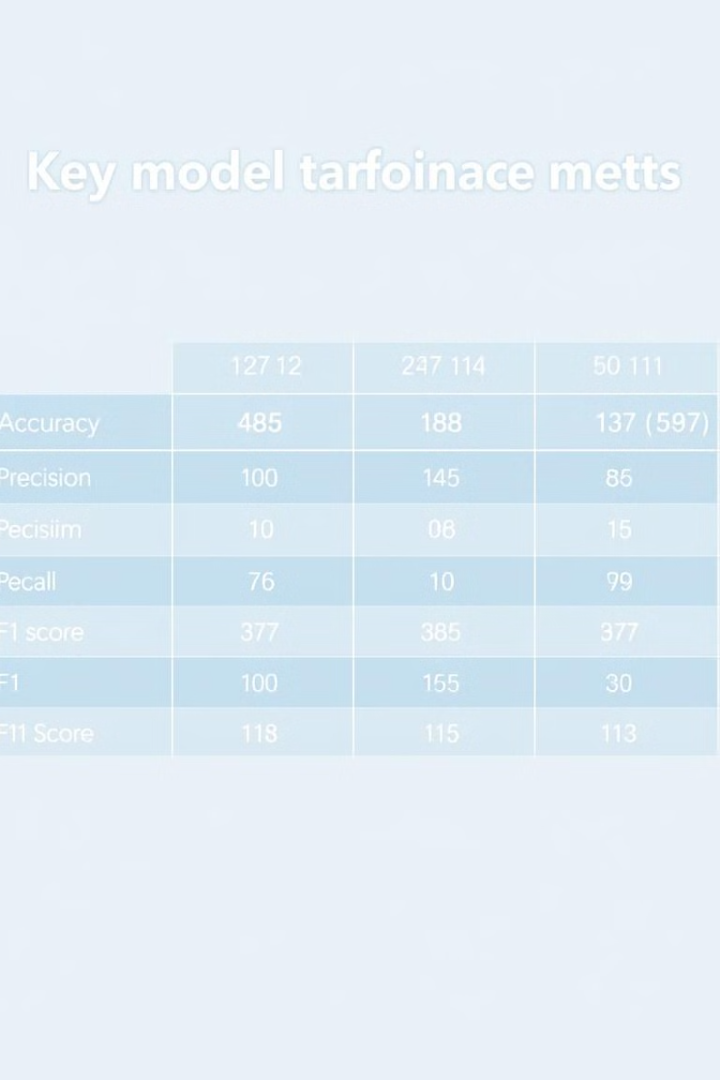 Key model tarfoinace metts
127 12 247 114 50 111
Accuracy 485 188 137 (597)
Precision 100 145 86
Pecisiim 10 08 15
Pecall 76 10 99
F1 score 377 385 377
F1 100 155 30
F11 Score 118 115 113